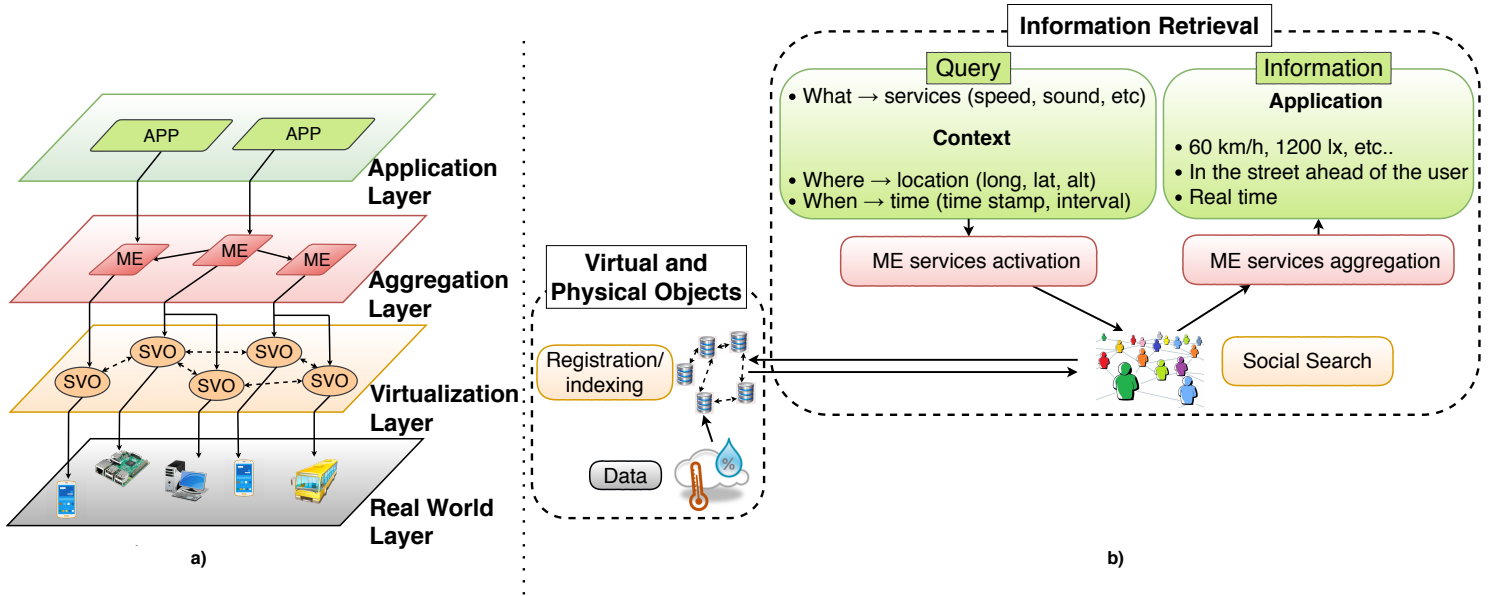 APP
APP
Application
Layer
ME
ME
ME
Aggregation
Layer
SVO
SVO
SVO
SVO
SVO
Virtualization
Layer
Real World
Layer
a)
Information Retrieval
Query
• What → services (speed, sound, etc)
Context
• Where → location (long, lat, alt)
• When → time (time stamp, interval)
Information
Application
• 60 km/h, 1200 lx, etc..
• In the street ahead of the user
• Real time
ME services activation
ME services aggregation
Social Search
Virtual and
Physical Objects
Registration/
indexing
Data
%
b)